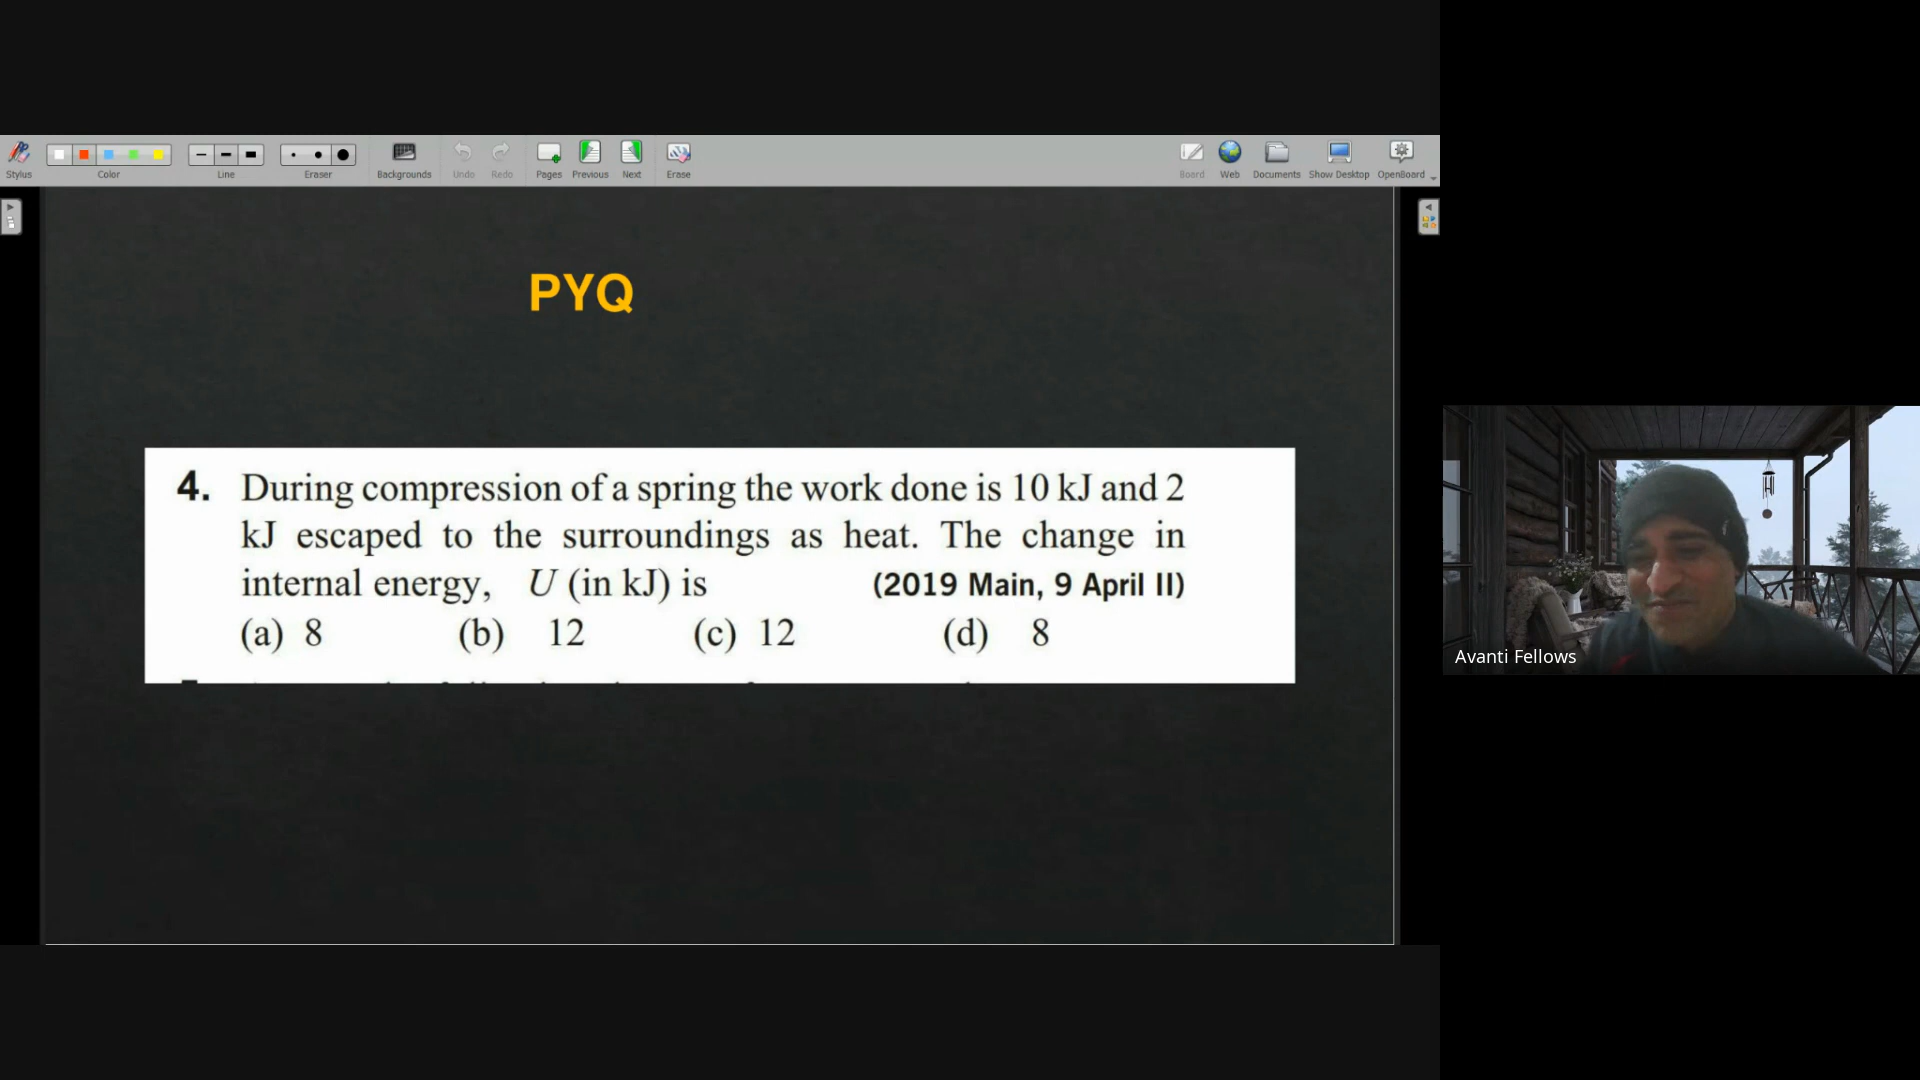 Stylus
Color
Line
Eraser
Backgrounds
Undo
Redo
Pages
Previous
Next
Erase
Board
Web
Documents
Show Desktop
OpenBoard
PYQ
4. During compression of a spring the work done is 10 kJ and 2
kJ escaped to the surroundings as heat. The change in
internal energy, U (in kJ) is (2019 Main, 9 April II)
(a) 8 (b) 12 (c) 12 (d) 8
Avanti Fellows